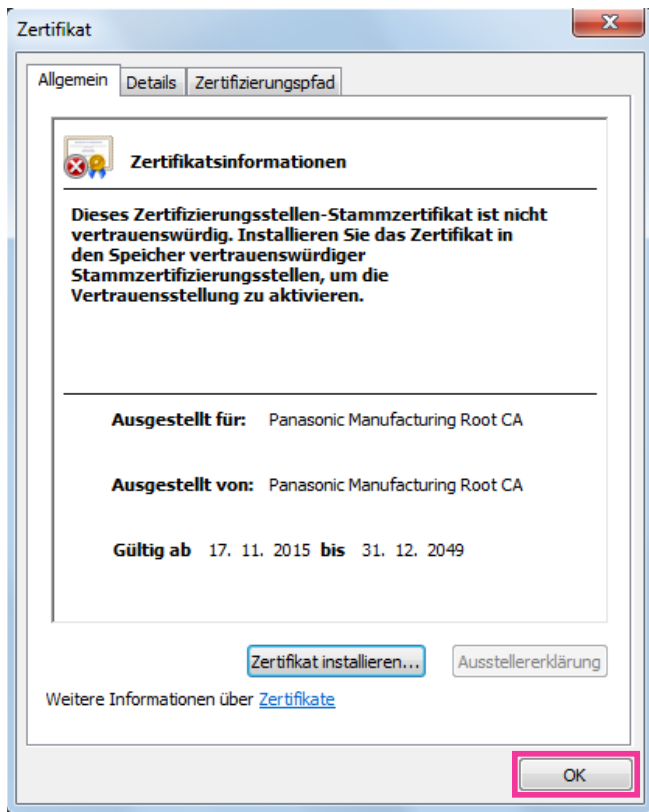 Zertifikat
Allgemein Details Zertifizierungspfad
Zertifikatsinformationen
Dieses Zertifizierungsstellen-Stammzertifikat ist nicht
vertrauenswürdig. Installieren Sie das Zertifikat in
den Speicher vertrauenswürdiger
Stammzertifizierungsstellen, um die
Vertrauensstellung zu aktivieren.
Ausgestellt für: Panasonic Manufacturing Root CA
Ausgestellt von: Panasonic Manufacturing Root CA
Gültig ab 17. 11. 2015 bis 31. 12. 2049
Zertifikat installieren... Ausstellererklärung
Weitere Informationen über Zertifikate
OK